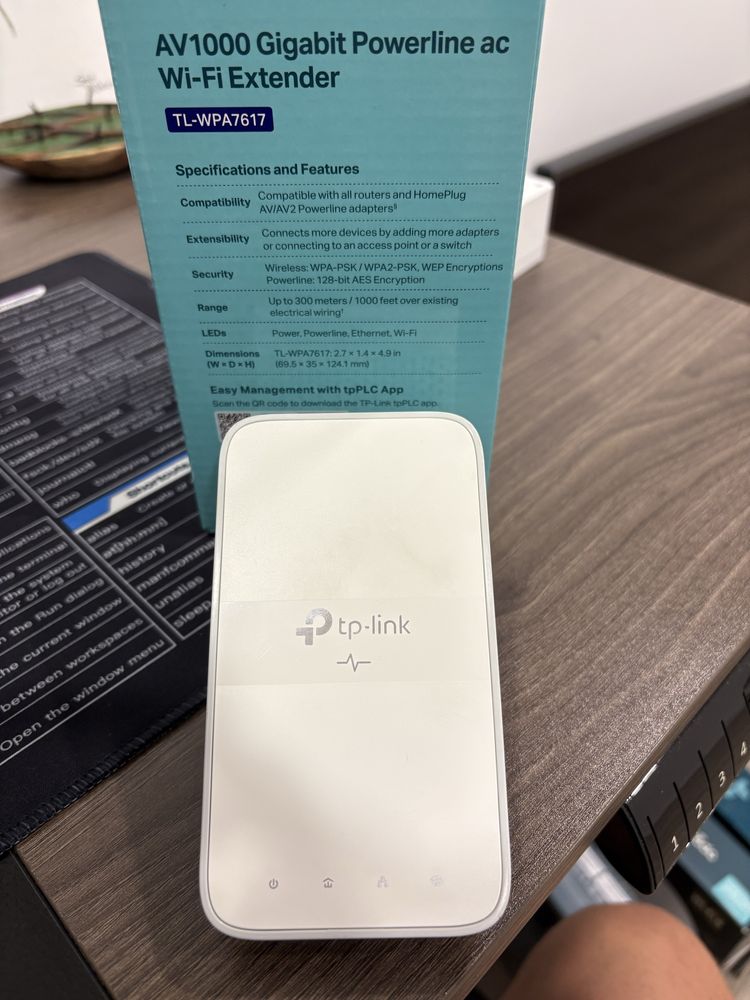 AV1000 Gigabit Powerline ac
Wi-Fi Extender
TL-WPA7617
Specifications and Features
Compatibility
Compatible with all routers and HomePlug
AV/AV2 Powerline adapters§
Extensibility
Connects more devices by adding more adapters
or connecting to an access point or a switch
Security
Wireless: WPA-PSK / WPA2-PSK, WEP Encryptions
Powerline: 128-bit AES Encryption
Range
Up to 300 meters / 1000 feet over existing
electrical wiring†
LEDs
Power, Powerline, Ethernet, Wi-Fi
Dimensions
(W × D × H)
TL-WPA7617: 2.7 × 1.4 × 4.9 in
(69.5 × 35 × 124.1 mm)
Easy Management with tpPLC App
Scan the QR code to download the TP-Link tpPLC app.
tp-link
who
Shortcuts
alias
at[hh:mm]
history
unalias
sleep
the terminal
the system
or log out
the Run dialog
the current window
between workspaces
Open the window menu
1
2
3
4